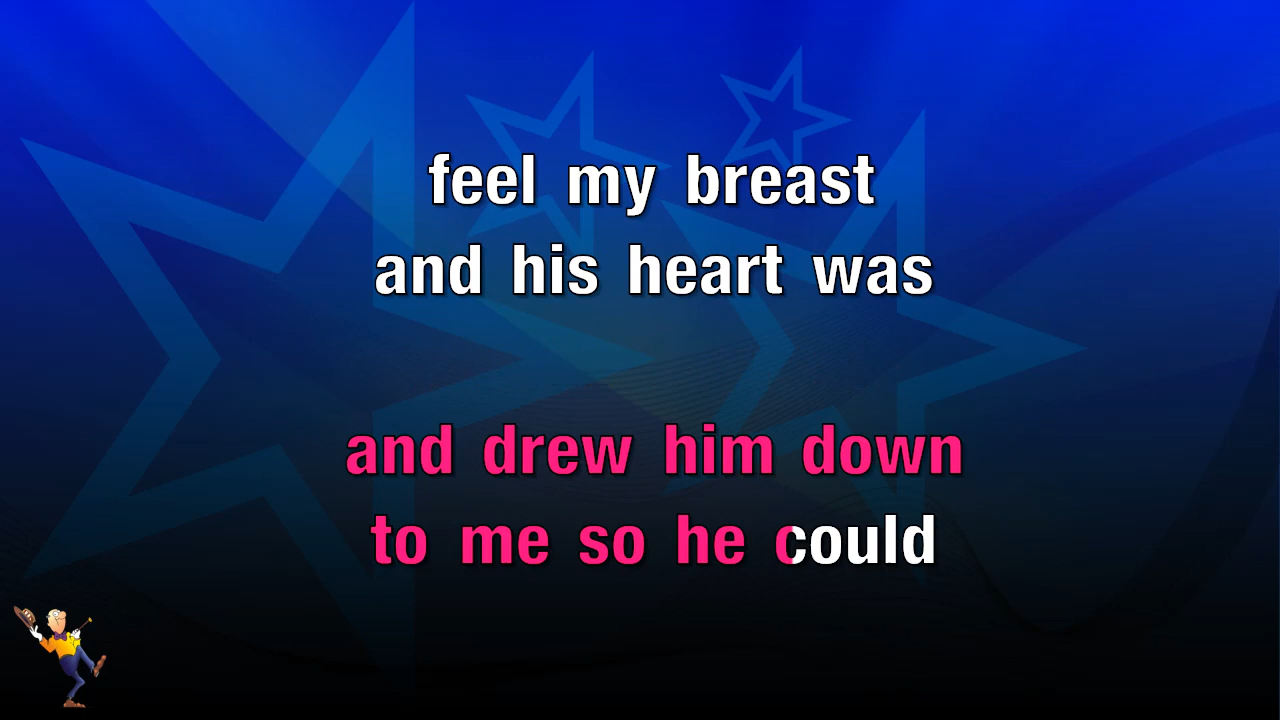 feel my breast
and his heart was
and drew him down
to me so he could